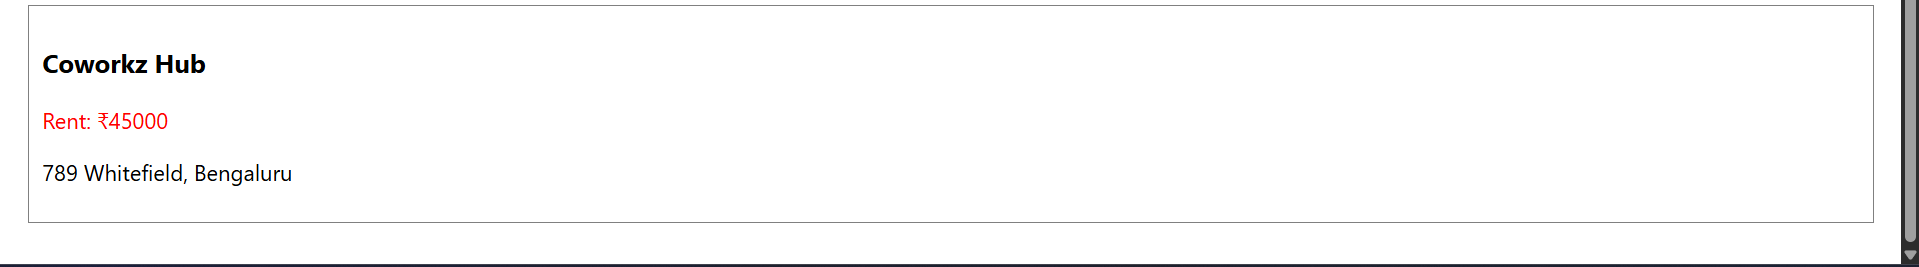 Coworkz Hub
Rent: ₹45000
789 Whitefield, Bengaluru